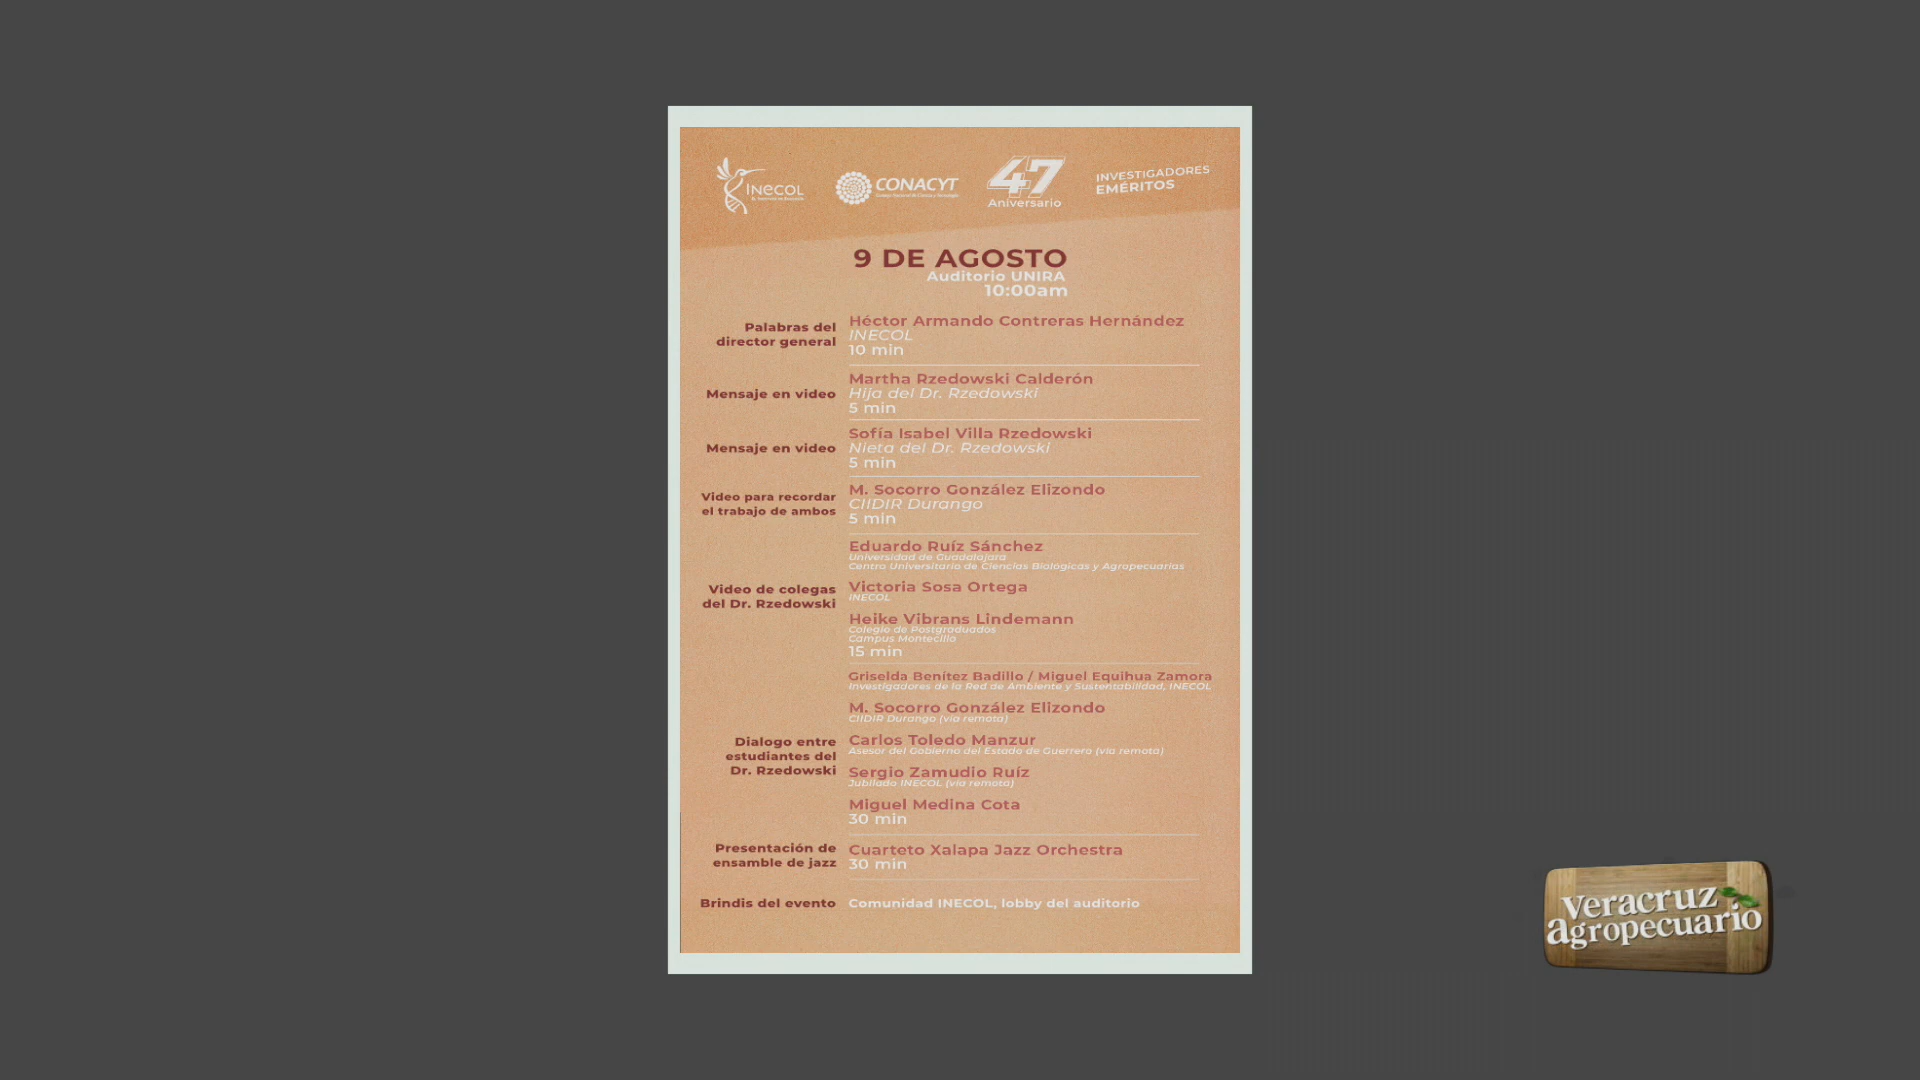 INECOL
CONACYT
47
Aniversario
INVESTIGADORES
EMÉRITOS
9 DE AGOSTO
Auditorio UNIRA
10:00am
Palabras del
director general
Héctor Armando Contreras Hernández
INECOL
10 min
Mensaje en video
Martha Rzedowski Calderón
Hija del Dr. Rzedowski
5 min
Mensaje en video
Sofía Isabel Villa Rzedowski
Nieta del Dr. Rzedowski
5 min
Video para recordar
el trabajo de ambos
M. Socorro González Elizondo
CIIDIR Durango
5 min
Video de colegas
del Dr. Rzedowski
Eduardo Ruíz Sánchez
Universidad de Guadalajara
Centro Universitario de Ciencias Biológicas y Agropecuarias
Victoria Sosa Ortega
INECOL
Heike Vibrans Lindemann
Colegio de Postgraduados
Campus Montecillo
15 min
Dialogo entre
estudiantes del
Dr. Rzedowski
Griselda Benítez Badillo / Miguel Equihua Zamora
Investigadores de la Red de Ambiente y Sustentabilidad, INECOL
M. Socorro González Elizondo
CIIDIR Durango (vía remota)
Carlos Toledo Manzur
Asesor del Gobierno del Estado de Guerrero (vía remota)
Sergio Zamudio Ruíz
Jubilado INECOL (vía remota)
Miguel Medina Cota
30 min
Presentación de
ensamble de jazz
Cuarteto Xalapa Jazz Orchestra
30 min
Brindis del evento
Comunidad INECOL, lobby del auditorio
Veracruz
agropecuario